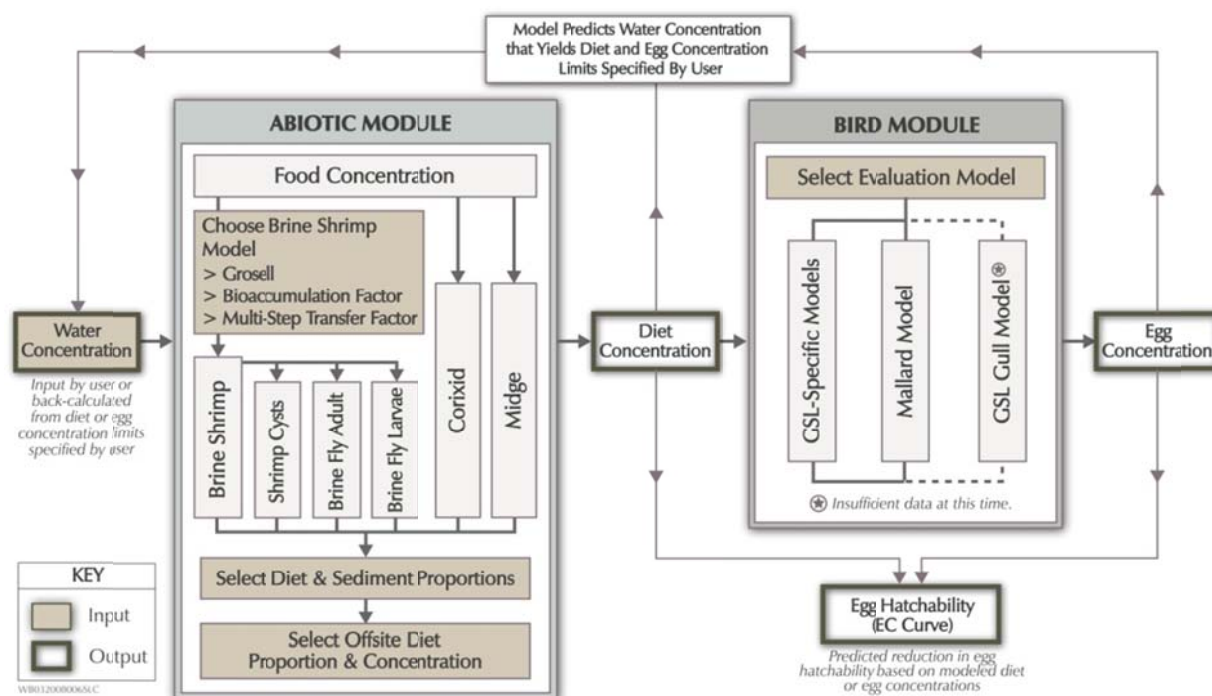 Model Predicts Water Concentration
that Yields Diet and Egg Concentration
Limits Specified By User
ABIOTIC MODULE
Food Concentration
Choose Brine Shrimp
Model
> Grosell
> Bioaccumulation Factor
> Multi-Step Transfer Factor
Brine Shrimp
Shrimp Cysts
Brine Fly Adult
Brine Fly Larvae
Corixid
Midge
Select Diet & Sediment Proportions
Select Offsite Diet
Proportion & Concentration
Water
Concentration
Input by user or
back-calculated
from diet or egg
concentration limits
specified by user
Diet
Concentration
BIRD MODULE
Select Evaluation Model
GSL-Specific Models
Mallard Model
GSL Gull Model
Insufficient data at this time.
Egg
Concentration
Egg Hatchability
(EC Curve)
Predicted reduction in egg
hatchability based on modeled diet
or egg concentrations
KEY
Input
Output